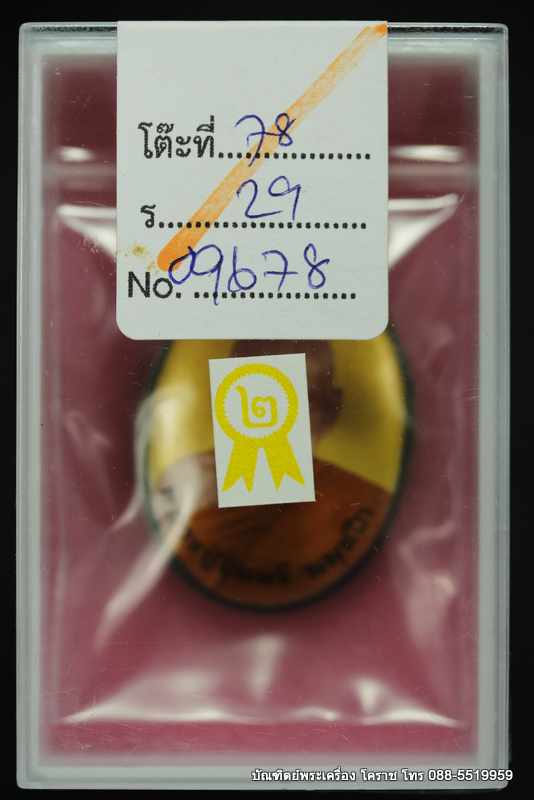 โต๊ะที่.................. 78
ร........................ 29
No. .................. 09678
๒
บัณฑิตย์พระเครื่อง โคราช โทร 088-5519959